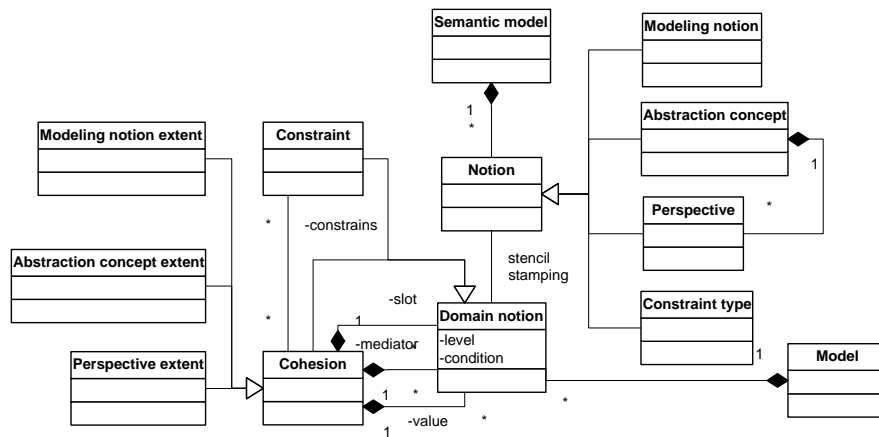 Semantic model
Modeling notion
1
*
Abstraction concept
1
Modeling notion extent
Constraint
Notion
Perspective
*
*
-constrains
stencil
stamping
Abstraction concept extent
*
-slot
1
Domain notion
Constraint type
-mediator
*
-level
-condition
1
Model
Perspective extent
Cohesion
1
*
*
*
-value
1